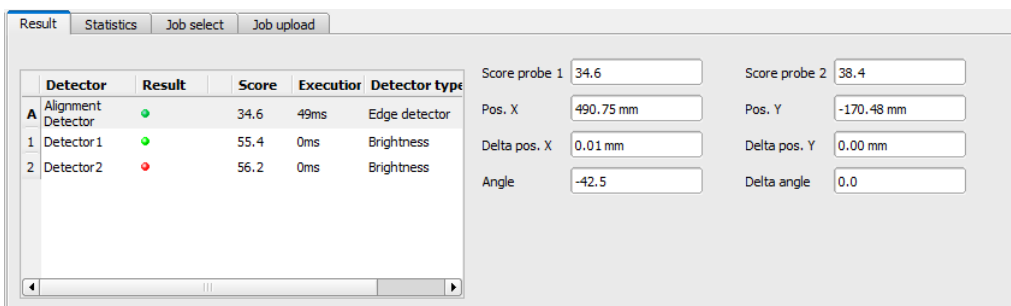 Result Statistics Job select Job upload
Detector Result Score Execution Detector type
A Alignment Detector 34.6 49ms Edge detector
1 Detector1 55.4 0ms Brightness
2 Detector2 56.2 0ms Brightness
Score probe 1 34.6 Score probe 2 38.4
Pos. X 490.75 mm Pos. Y -170.48 mm
Delta pos. X 0.01 mm Delta pos. Y 0.00 mm
Angle -42.5 Delta angle 0.0